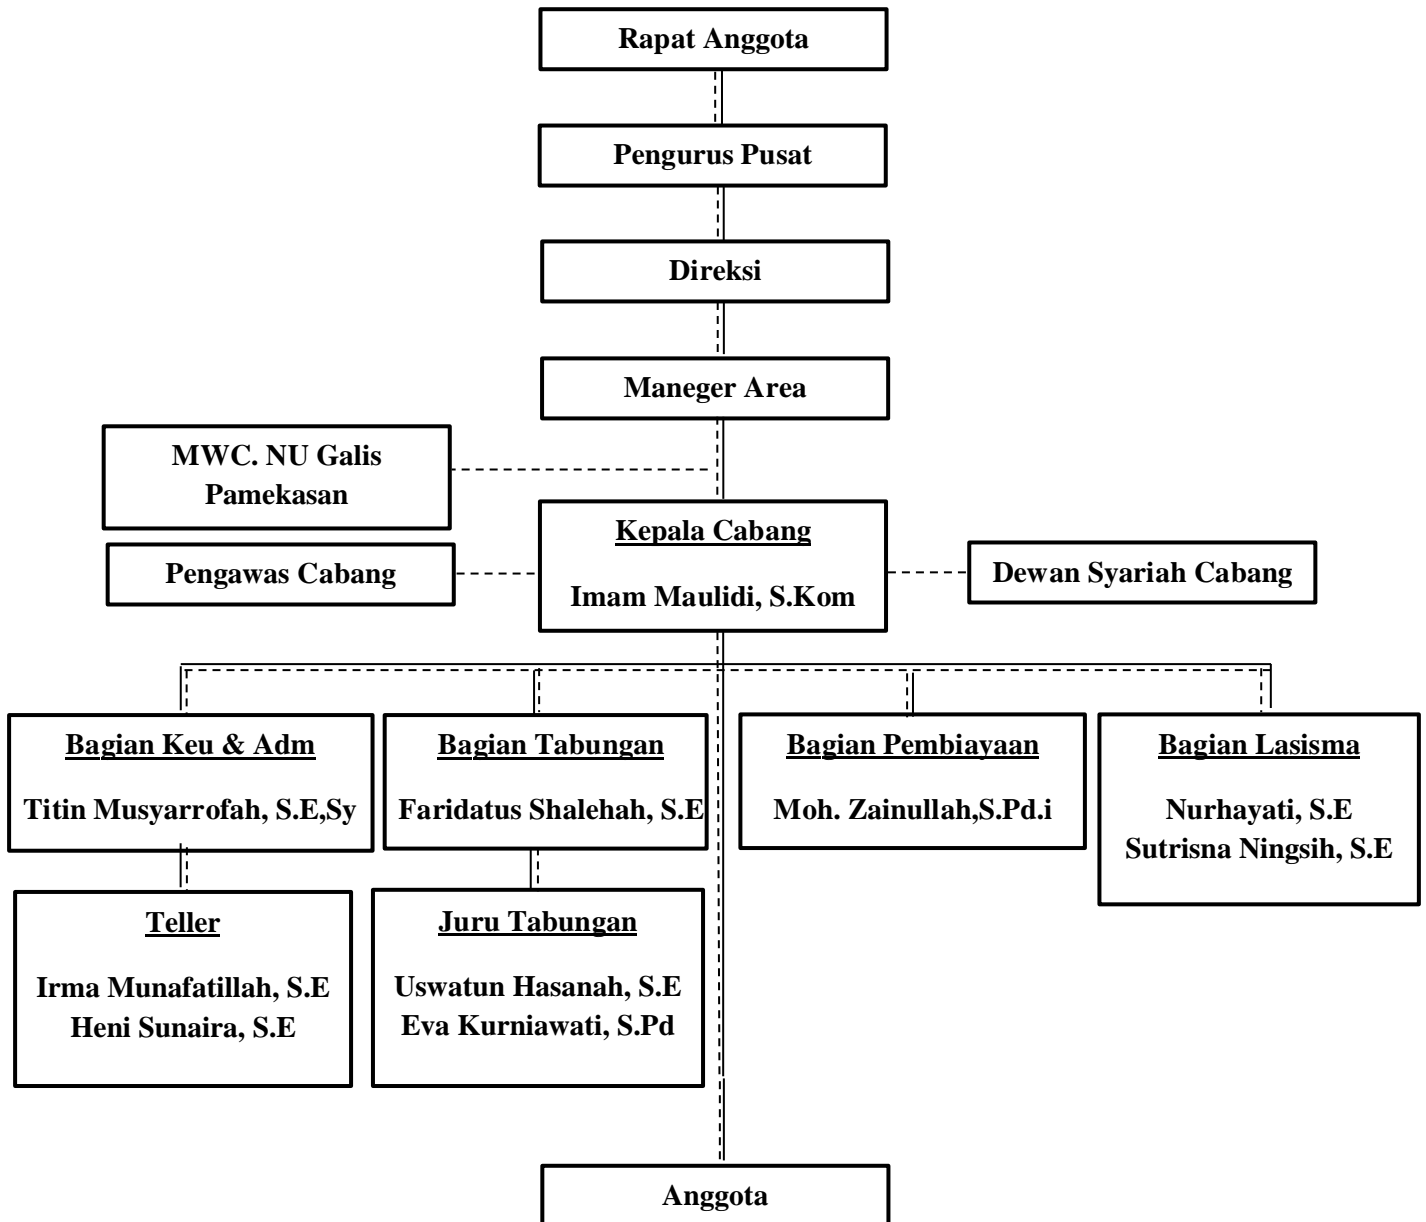 Rapat Anggota
Pengurus Pusat
Direksi
Maneger Area
MWC. NU Galis
Pamekasan
Kepala Cabang
Imam Maulidi, S.Kom
Pengawas Cabang
Dewan Syariah Cabang
Bagian Keu & Adm
Titin Musyarrofah, S.E,Sy
Bagian Tabungan
Faridatus Shalehah, S.E
Bagian Pembiayaan
Moh. Zainullah,S.Pd.i
Bagian Lasisma
Nurhayati, S.E
Sutrisna Ningsih, S.E
Teller
Irma Munafatillah, S.E
Heni Sunaira, S.E
Juru Tabungan
Uswatun Hasanah, S.E
Eva Kurniawati, S.Pd
Anggota